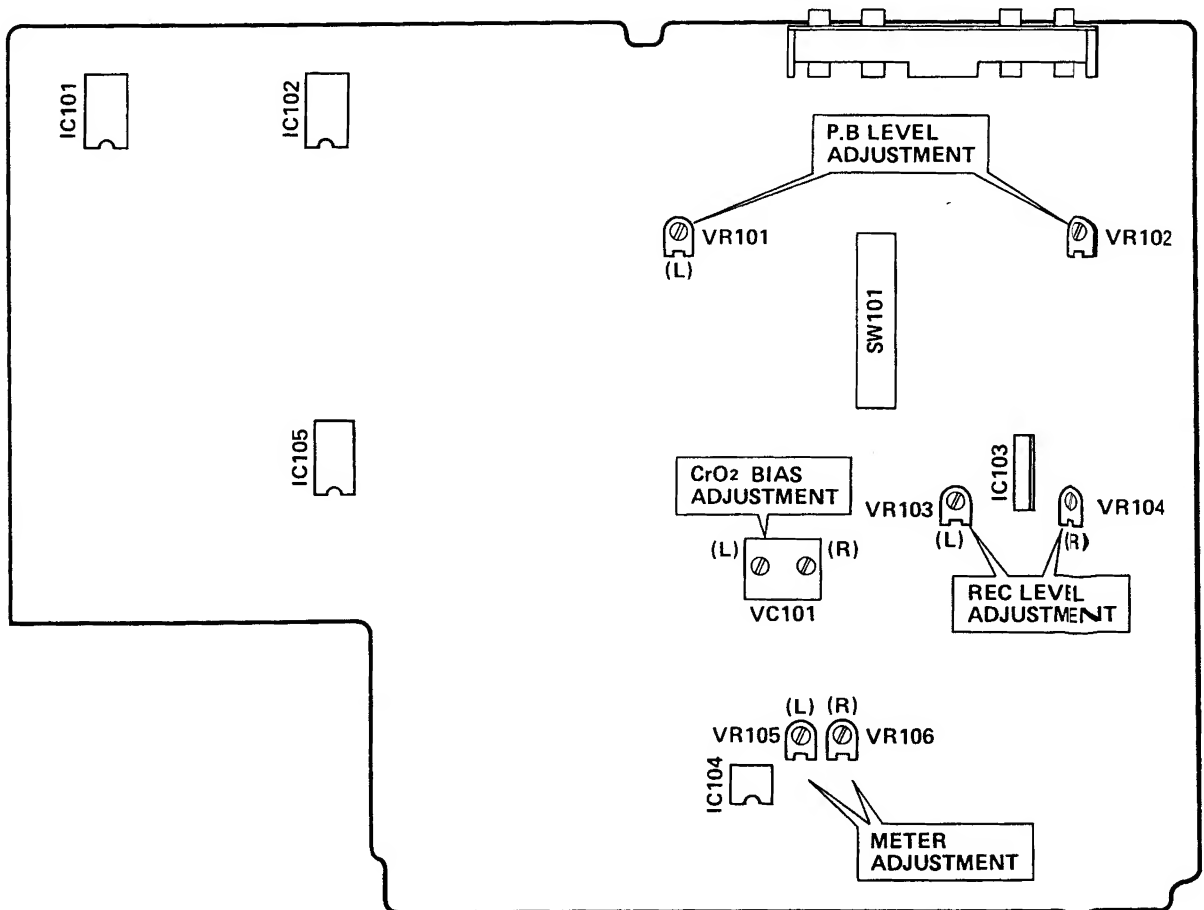 IC101
IC102
P.B LEVEL
ADJUSTMENT
VR101
(L)
VR102
SW101
IC105
CrO2 BIAS
ADJUSTMENT
IC103
VR103
(L)
VR104
(R)
(L)
(R)
VC101
REC LEVEL
ADJUSTMENT
(L) (R)
VR105
VR106
IC104
METER
ADJUSTMENT